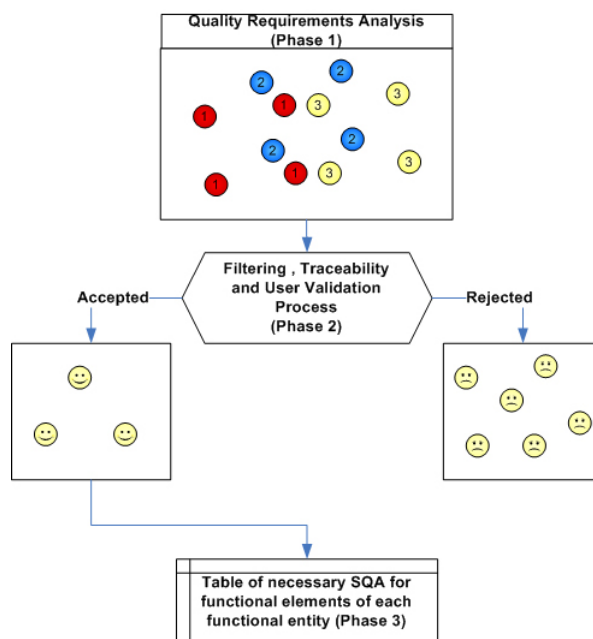 Quality Requirements Analysis
(Phase 1)
2
2
3
1
3
1
2
2
3
1
3
1
Filtering , Traceability
and User Validation
Process
(Phase 2)
Accepted
Rejected
Table of necessary SQA for
functional elements of each
functional entity (Phase 3)